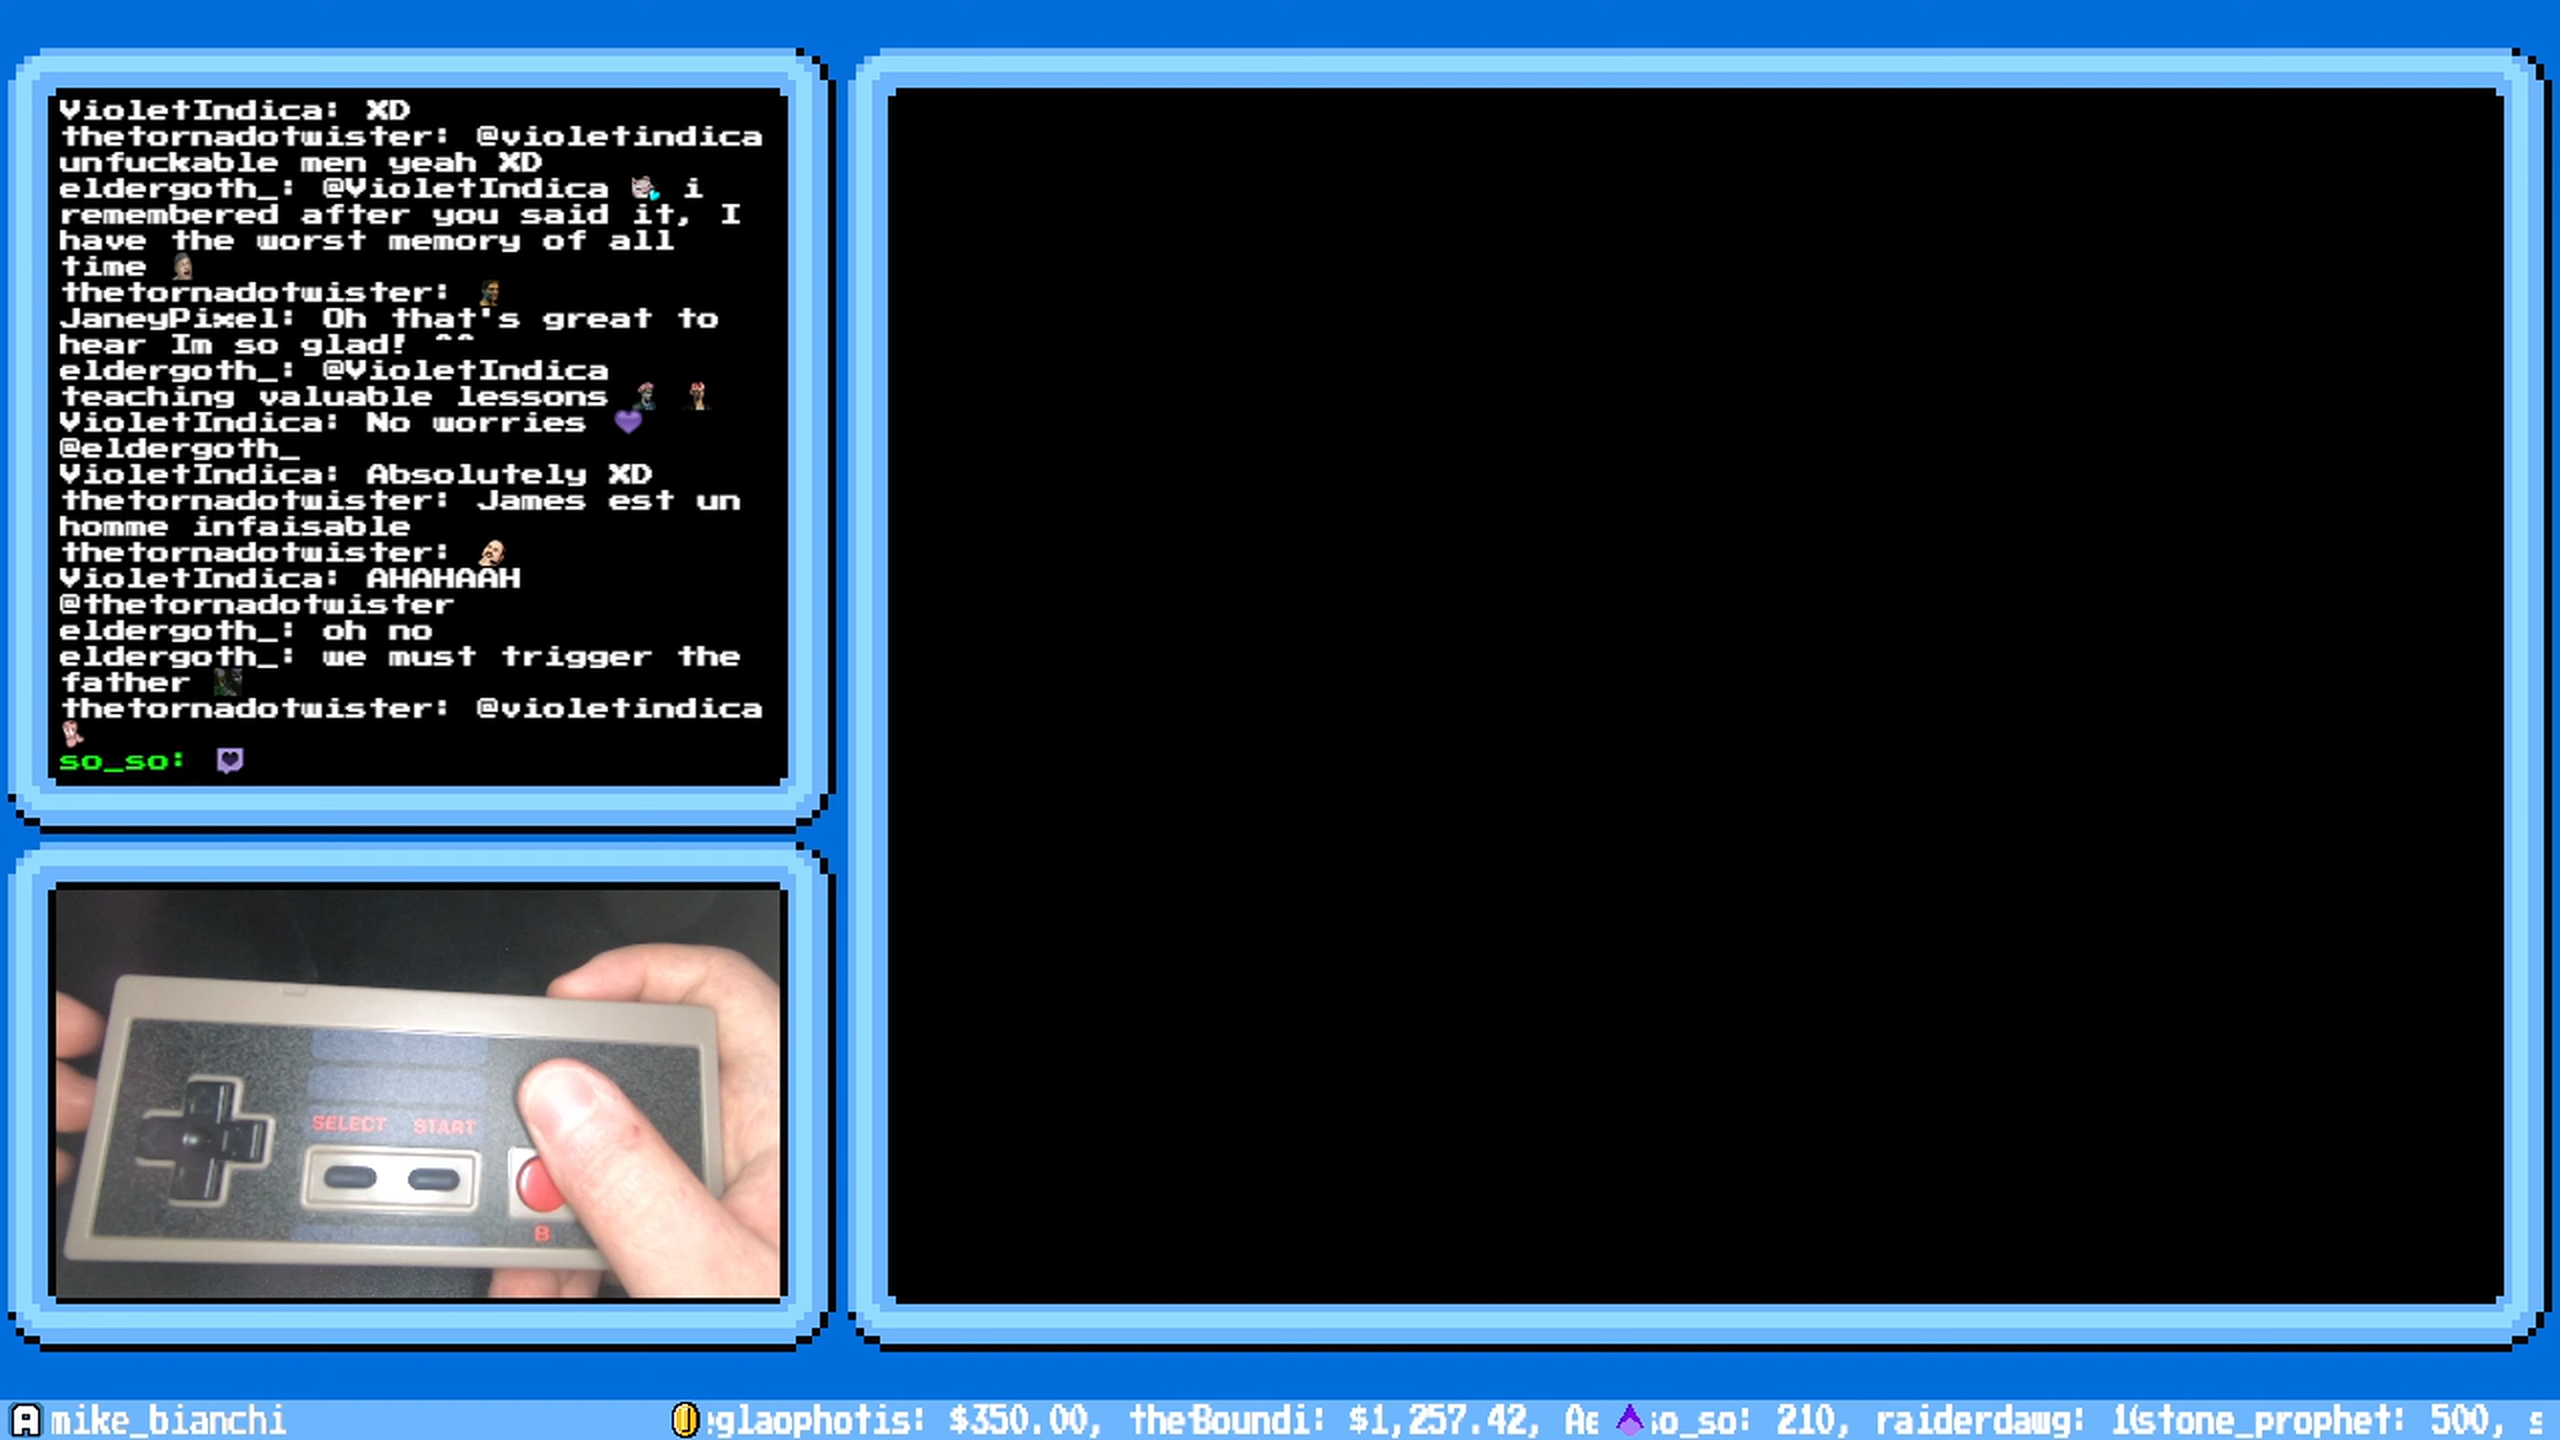 VioletIndica: XD
thetornadotwister: @violetindica
unfuckable men yeah XD
eldergoth_: @VioletIndica i
remembered after you said it, I
have the worst memory of all
time
thetornadotwister:
JaneyPixel: Oh that's great to
hear Im so glad! ^^
eldergoth_: @VioletIndica
teaching valuable lessons
VioletIndica: No worries 💜
@eldergoth_
VioletIndica: Absolutely XD
thetornadotwister: James est un
homme infaisable
thetornadotwister:
VioletIndica: AHAHAAH
@thetornadotwister
eldergoth_: oh no
eldergoth_: we must trigger the
father
thetornadotwister: @violetindica
so_so:
SELECT START
B
A mike_bianchi
glaophotis: $350.00, theBoundi: $1,257.42,
so_so: 210, raiderdawg: stone_prophet: 500,